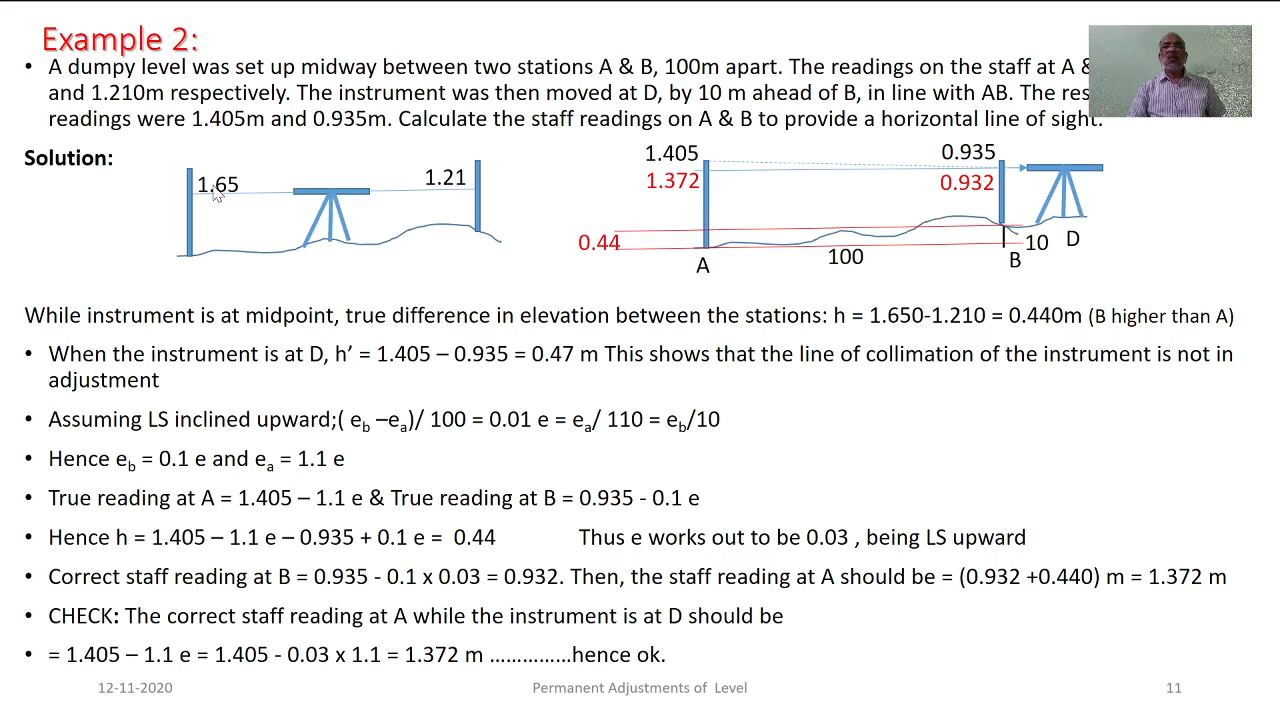 Example 2:
• A dumpy level was set up midway between two stations A & B, 100m apart. The readings on the staff at A &
and 1.210m respectively. The instrument was then moved at D, by 10 m ahead of B, in line with AB. The
readings were 1.405m and 0.935m. Calculate the staff readings on A & B to provide a horizontal line of sight.
Solution:
1.65
1.21
1.405
1.372
0.935
0.932
0.44
A
100
10
B
D
While instrument is at midpoint, true difference in elevation between the stations: h = 1.650-1.210 = 0.440m (B higher than A)
• When the instrument is at D, h’ = 1.405 – 0.935 = 0.47 m This shows that the line of collimation of the instrument is not in
adjustment
• Assuming LS inclined upward;( eb –ea)/ 100 = 0.01 e = ea/ 110 = eb/10
• Hence eb = 0.1 e and ea = 1.1 e
• True reading at A = 1.405 – 1.1 e & True reading at B = 0.935 - 0.1 e
• Hence h = 1.405 – 1.1 e – 0.935 + 0.1 e = 0.44 Thus e works out to be 0.03 , being LS upward
• Correct staff reading at B = 0.935 - 0.1 x 0.03 = 0.932. Then, the staff reading at A should be = (0.932 +0.440) m = 1.372 m
• CHECK: The correct staff reading at A while the instrument is at D should be
• = 1.405 – 1.1 e = 1.405 - 0.03 x 1.1 = 1.372 m ……………hence ok.
12-11-2020
Permanent Adjustments of Level
11